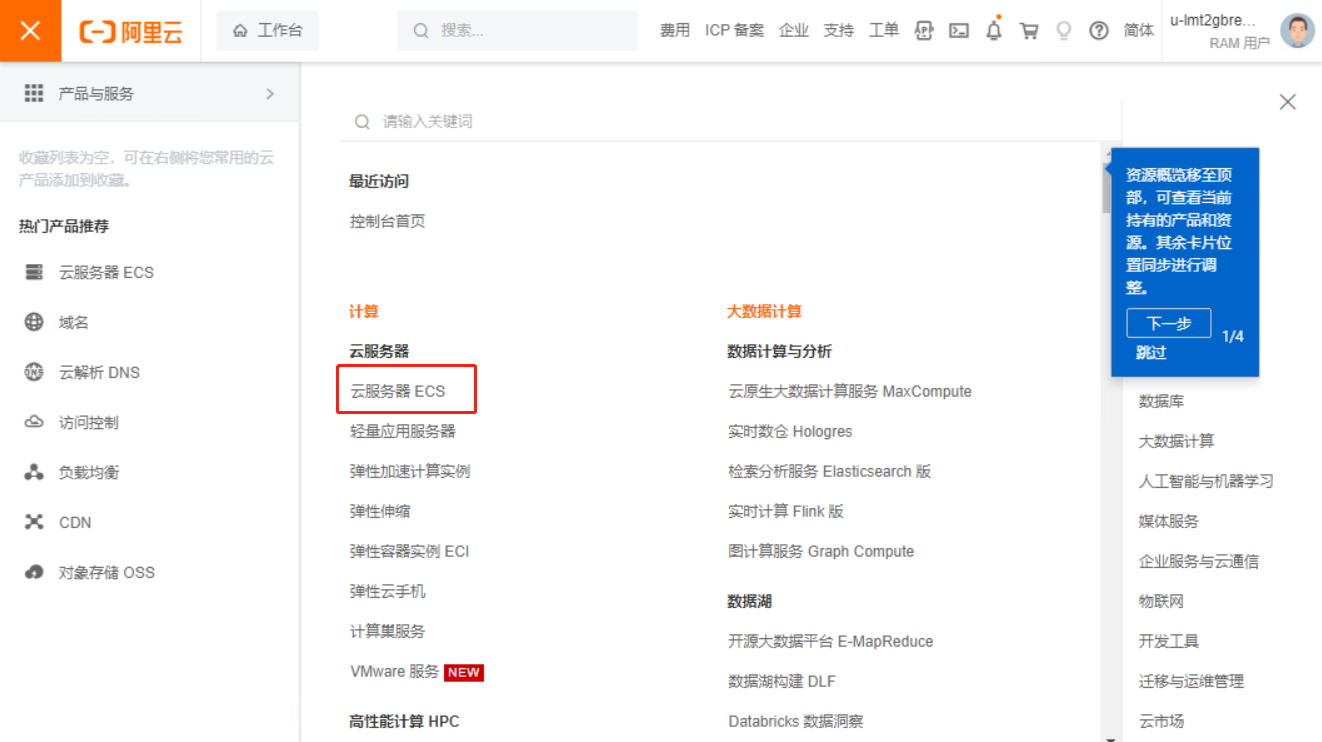 阿里云
工作台
搜索...
费用
ICP 备案
企业
支持
工单
简体
u-lmt2gbre...
RAM 用户
产品与服务
收藏列表为空，可在右侧将您常用的云
产品添加到收藏。
热门产品推荐
云服务器 ECS
域名
DNS
云解析 DNS
访问控制
负载均衡
CDN
对象存储 OSS
请输入关键词
最近访问
控制台首页
计算
云服务器
云服务器 ECS
轻量应用服务器
弹性加速计算实例
弹性伸缩
弹性容器实例 ECI
弹性云手机
计算巢服务
VMware 服务 NEW
高性能计算 HPC
大数据计算
数据计算与分析
云原生大数据计算服务 MaxCompute
实时数仓 Hologres
检索分析服务 Elasticsearch 版
实时计算 Flink 版
图计算服务 Graph Compute
数据湖
开源大数据平台 E-MapReduce
数据湖构建 DLF
Databricks 数据洞察
资源概览移至顶
部，可查看当前
持有的产品和资
源。其余卡片位
置同步进行调
整。
下一步
1/4
跳过
数据库
大数据计算
人工智能与机器学习
媒体服务
企业服务与云通信
物联网
开发工具
迁移与运维管理
云市场